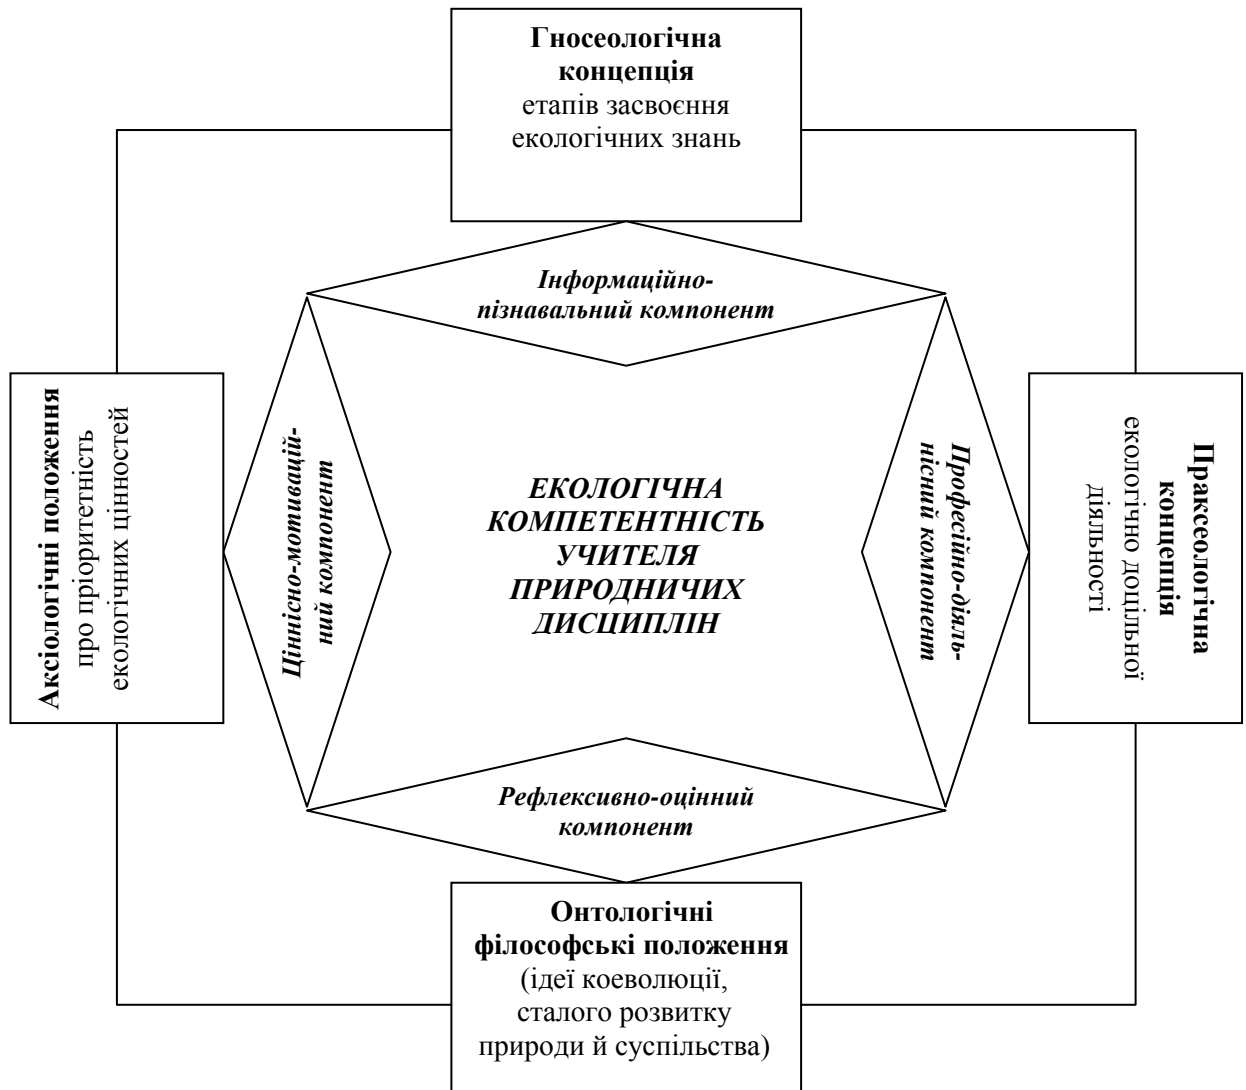 Гносеологічна
концепція
етапів засвоєння
екологічних знань
Інформаційно-
пізнавальний компонент
Аксіологічні положення
про пріоритетність
екологічних цінностей
Ціннісно-мотивацій-
ний компонент
ЕКОЛОГІЧНА
КОМПЕТЕНТНІСТЬ
УЧИТЕЛЯ
ПРИРОДНИЧИХ
ДИСЦИПЛІН
Професійно-діяль-
нісний компонент
Праксеологічна
концепція
екологічно доцільної
діяльності
Рефлексивно-оцінний
компонент
Онтологічні
філософські положення
(ідеї коеволюції,
сталого розвитку
природи й суспільства)